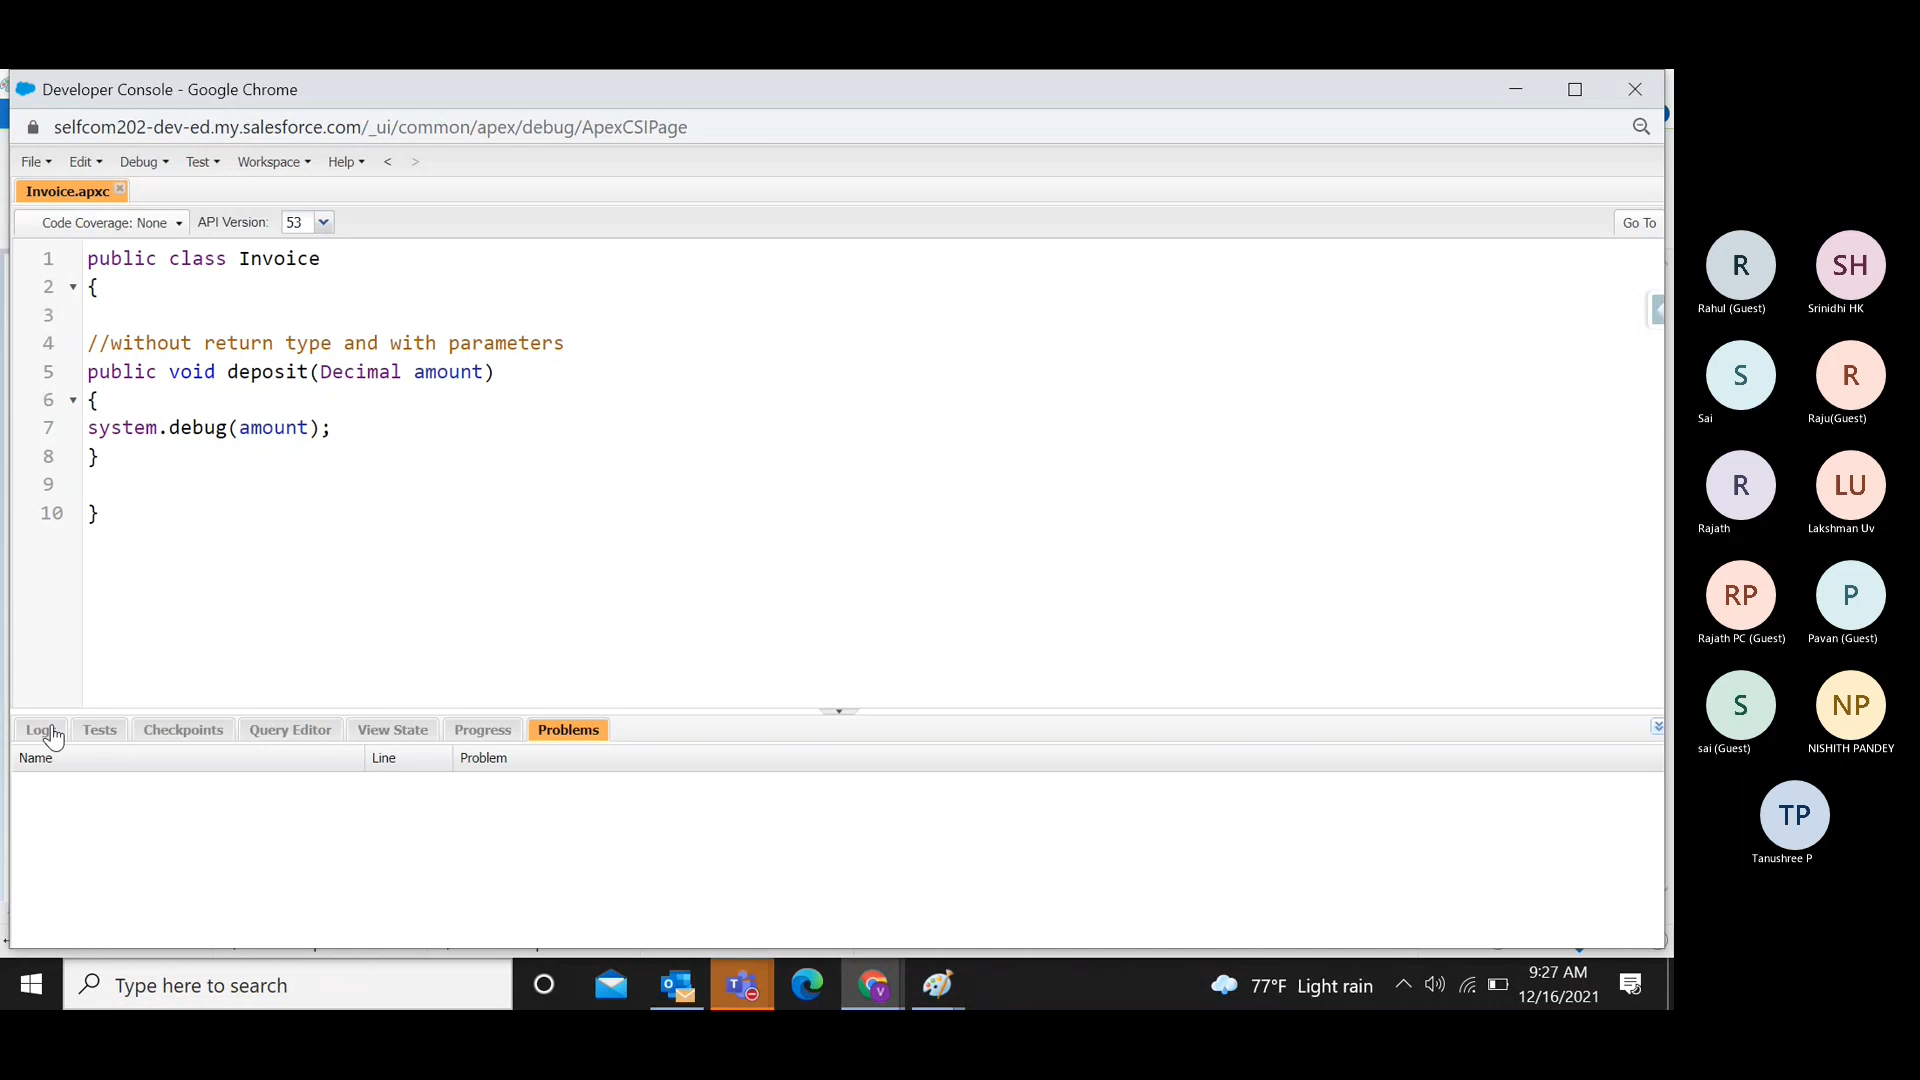 Developer Console - Google Chrome
selfcom202-dev-ed.my.salesforce.com/_ui/common/apex/debug/ApexCSIPage
File Edit Debug Test Workspace Help < >
Invoice.apxc
Code Coverage: None API Version: 53 Go To
1 public class Invoice
2 {
3
4 //without return type and with parameters
5 public void deposit(Decimal amount)
6 {
7 system.debug(amount);
8 }
9
10 }
Tests Checkpoints Query Editor View State Progress Problems
Name Line Problem
Type here to search
77°F Light rain
9:27 AM
12/16/2021
R SH
Rahul (Guest) Srinidhi HK
S R
Sai Raju(Guest)
R LU
Rajath Lakshman Uv
RP P
Rajath PC (Guest) Pavan (Guest)
S NP
sai (Guest) NISHITH PANDEY
TP
Tanushree P